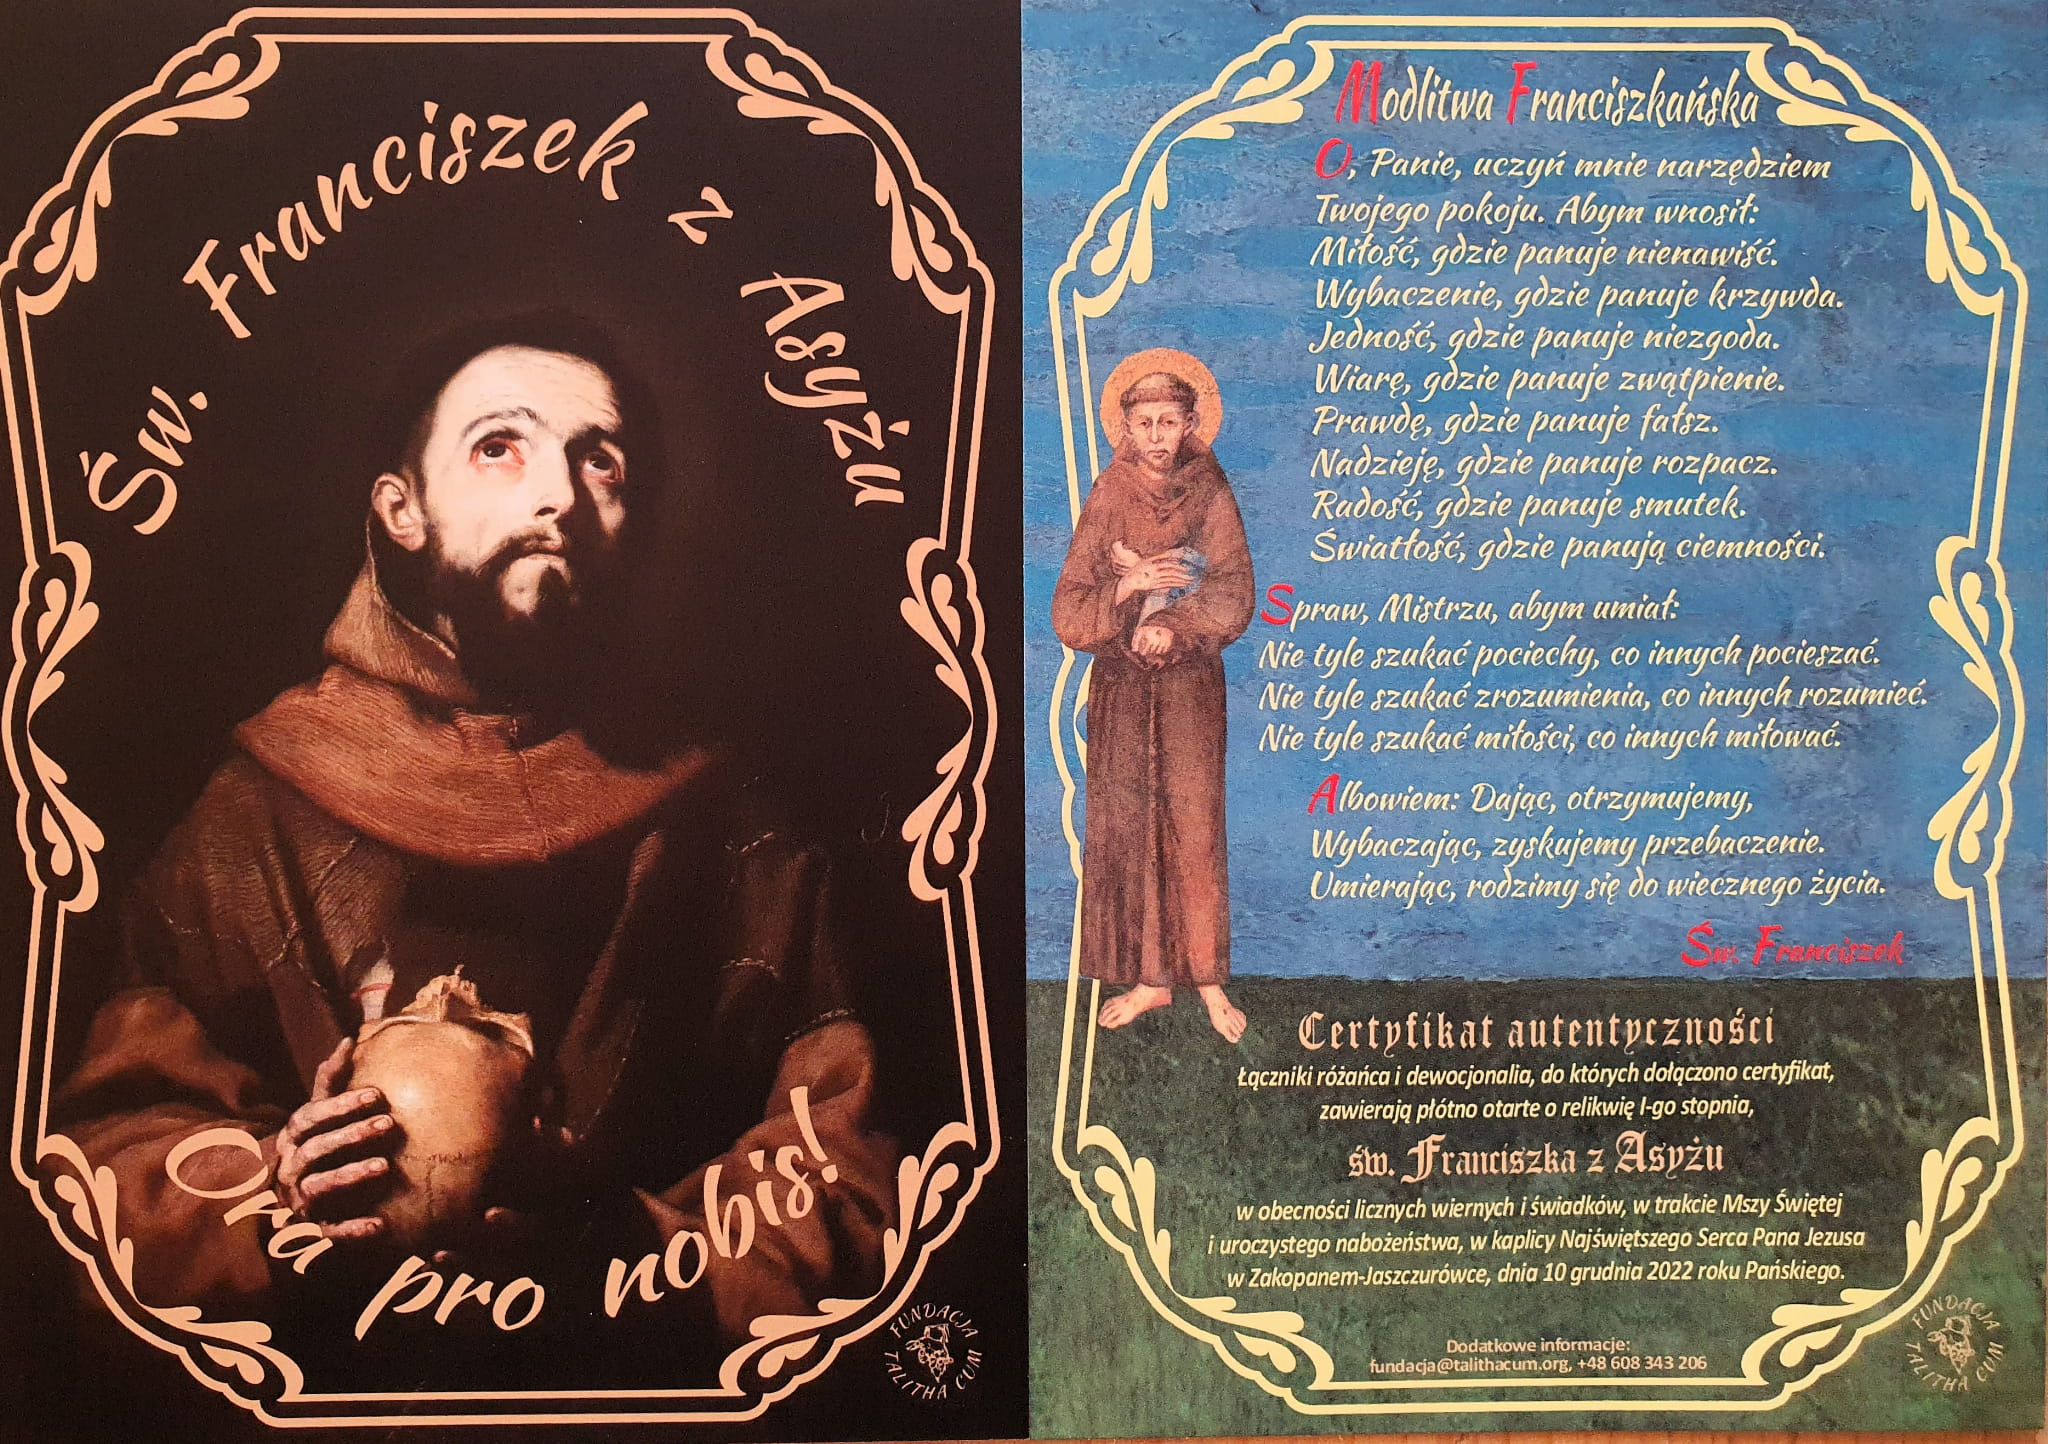 Św. Franciszek z Asyżu
Ora pro nobis!
FUNDACJA
TALITHA CUM
Modlitwa Franciszkańska
O, Panie, uczyń mnie narzędziem
Twojego pokoju. Abym wnosił:
Miłość, gdzie panuje nienawiść.
Wybaczenie, gdzie panuje krzywda.
Jedność, gdzie panuje niezgoda.
Wiarę, gdzie panuje zwątpienie.
Prawdę, gdzie panuje fałsz.
Nadzieję, gdzie panuje rozpacz.
Radość, gdzie panuje smutek.
Światłość, gdzie panują ciemności.
Spraw, Mistrzu, abym umiał:
Nie tyle szukać pociechy, co innych pocieszać.
Nie tyle szukać zrozumienia, co innych rozumieć.
Nie tyle szukać miłości, co innych miłować.
Albowiem: Dając, otrzymujemy,
Wybaczając, zyskujemy przebaczenie.
Umierając, rodzimy się do wiecznego życia.
Św. Franciszek
Certyfikat autentyczności
Łączniki różańca i dewocjonalia, do których dołączono certyfikat,
zawierają płótno otarte o relikwię I-go stopnia,
św. Franciszka z Asyżu
w obecności licznych wiernych i świadków, w trakcie Mszy Świętej
i uroczystego nabożeństwa, w kaplicy Najświętszego Serca Pana Jezusa
w Zakopanem-Jaszczurówce, dnia 10 grudnia 2022 roku Pańskiego.
Dodatkowe informacje:
fundacja@talithacum.org, +48 608 343 206
FUNDACJA
TALITHA CUM